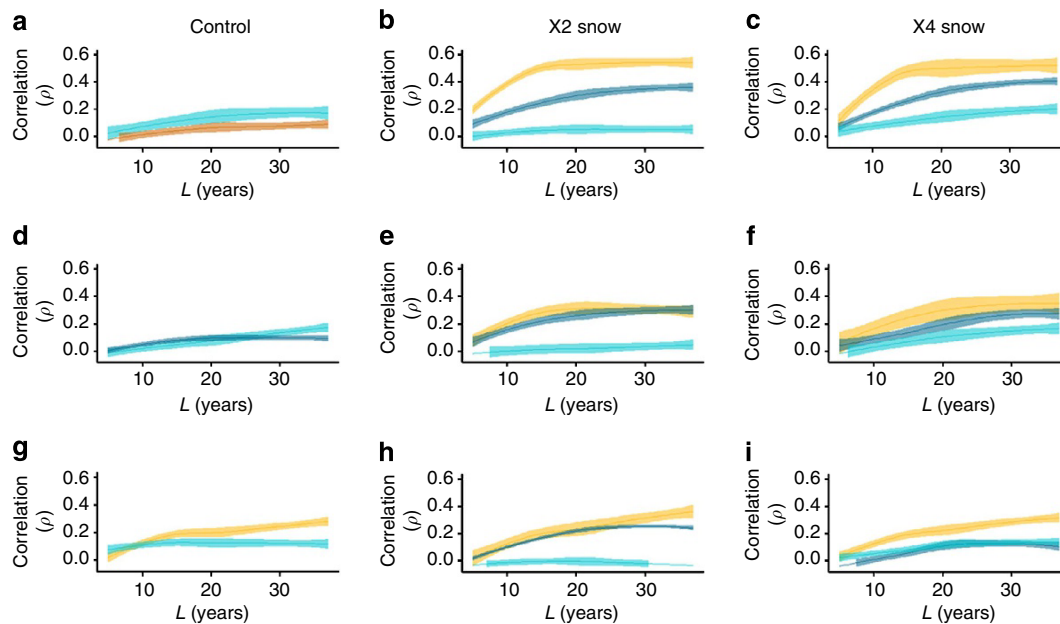 a
Control
b
X2 snow
c
X4 snow
Correlation
(ρ)
0.6
0.4
0.2
0.0
10 20 30
L (years)
Correlation
(ρ)
0.6
0.4
0.2
0.0
10 20 30
L (years)
Correlation
(ρ)
0.6
0.4
0.2
0.0
10 20 30
L (years)
d
Correlation
(ρ)
0.6
0.4
0.2
0.0
10 20 30
L (years)
e
Correlation
(ρ)
0.6
0.4
0.2
0.0
10 20 30
L (years)
f
Correlation
(ρ)
0.6
0.4
0.2
0.0
10 20 30
L (years)
g
Correlation
(ρ)
0.6
0.4
0.2
0.0
10 20 30
L (years)
h
Correlation
(ρ)
0.6
0.4
0.2
0.0
10 20 30
L (years)
i
Correlation
(ρ)
0.6
0.4
0.2
0.0
10 20 30
L (years)